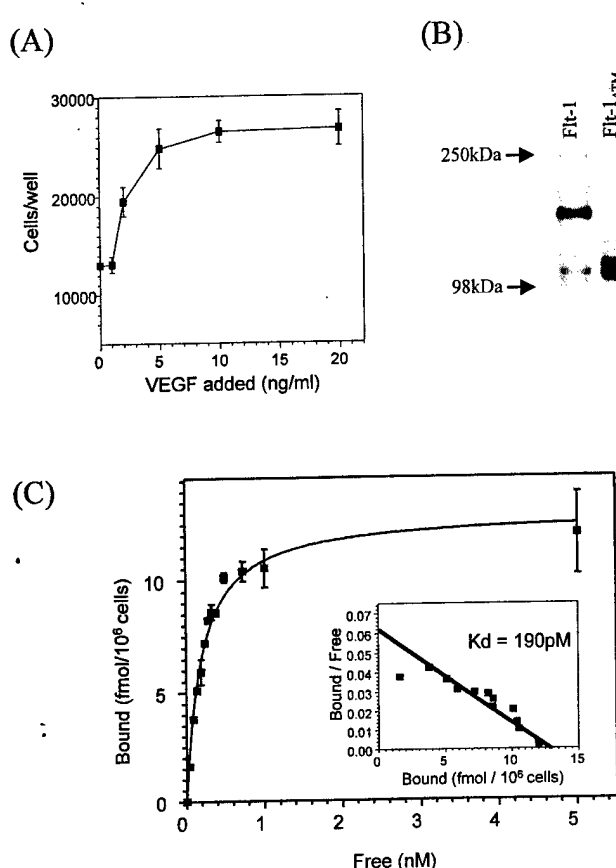 (A)
30000
20000
10000
Cells/well
0
5
10
15
20
VEGF added (ng/ml)
(B)
Flt-1
Flt-1
250kDa
98kDa
(C)
10
5
0
Bound (fmol/10⁶ cells)
0
1
2
3
4
5
Free (nM)
0.07
0.06
0.05
0.04
0.03
0.02
0.01
0.00
Bound / Free
Kd = 190pM
0
5
10
15
Bound (fmol / 10⁶ cells)